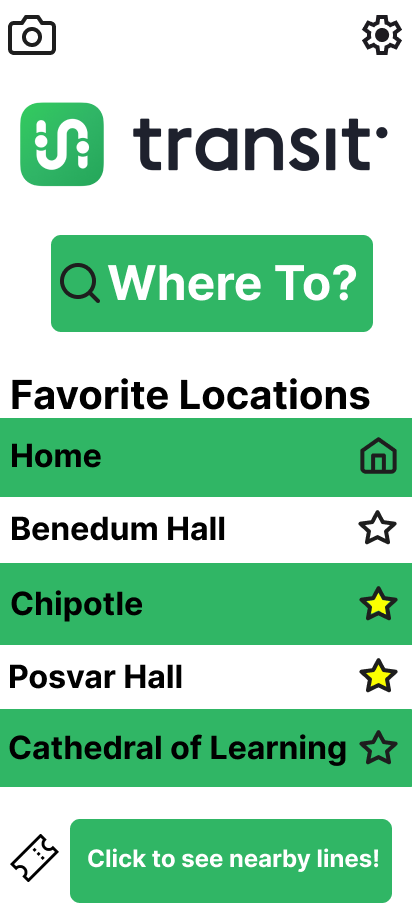 transit
Where To?
Favorite Locations
Home
Benedum Hall
Chipotle
Posvar Hall
Cathedral of Learning
Click to see nearby lines!